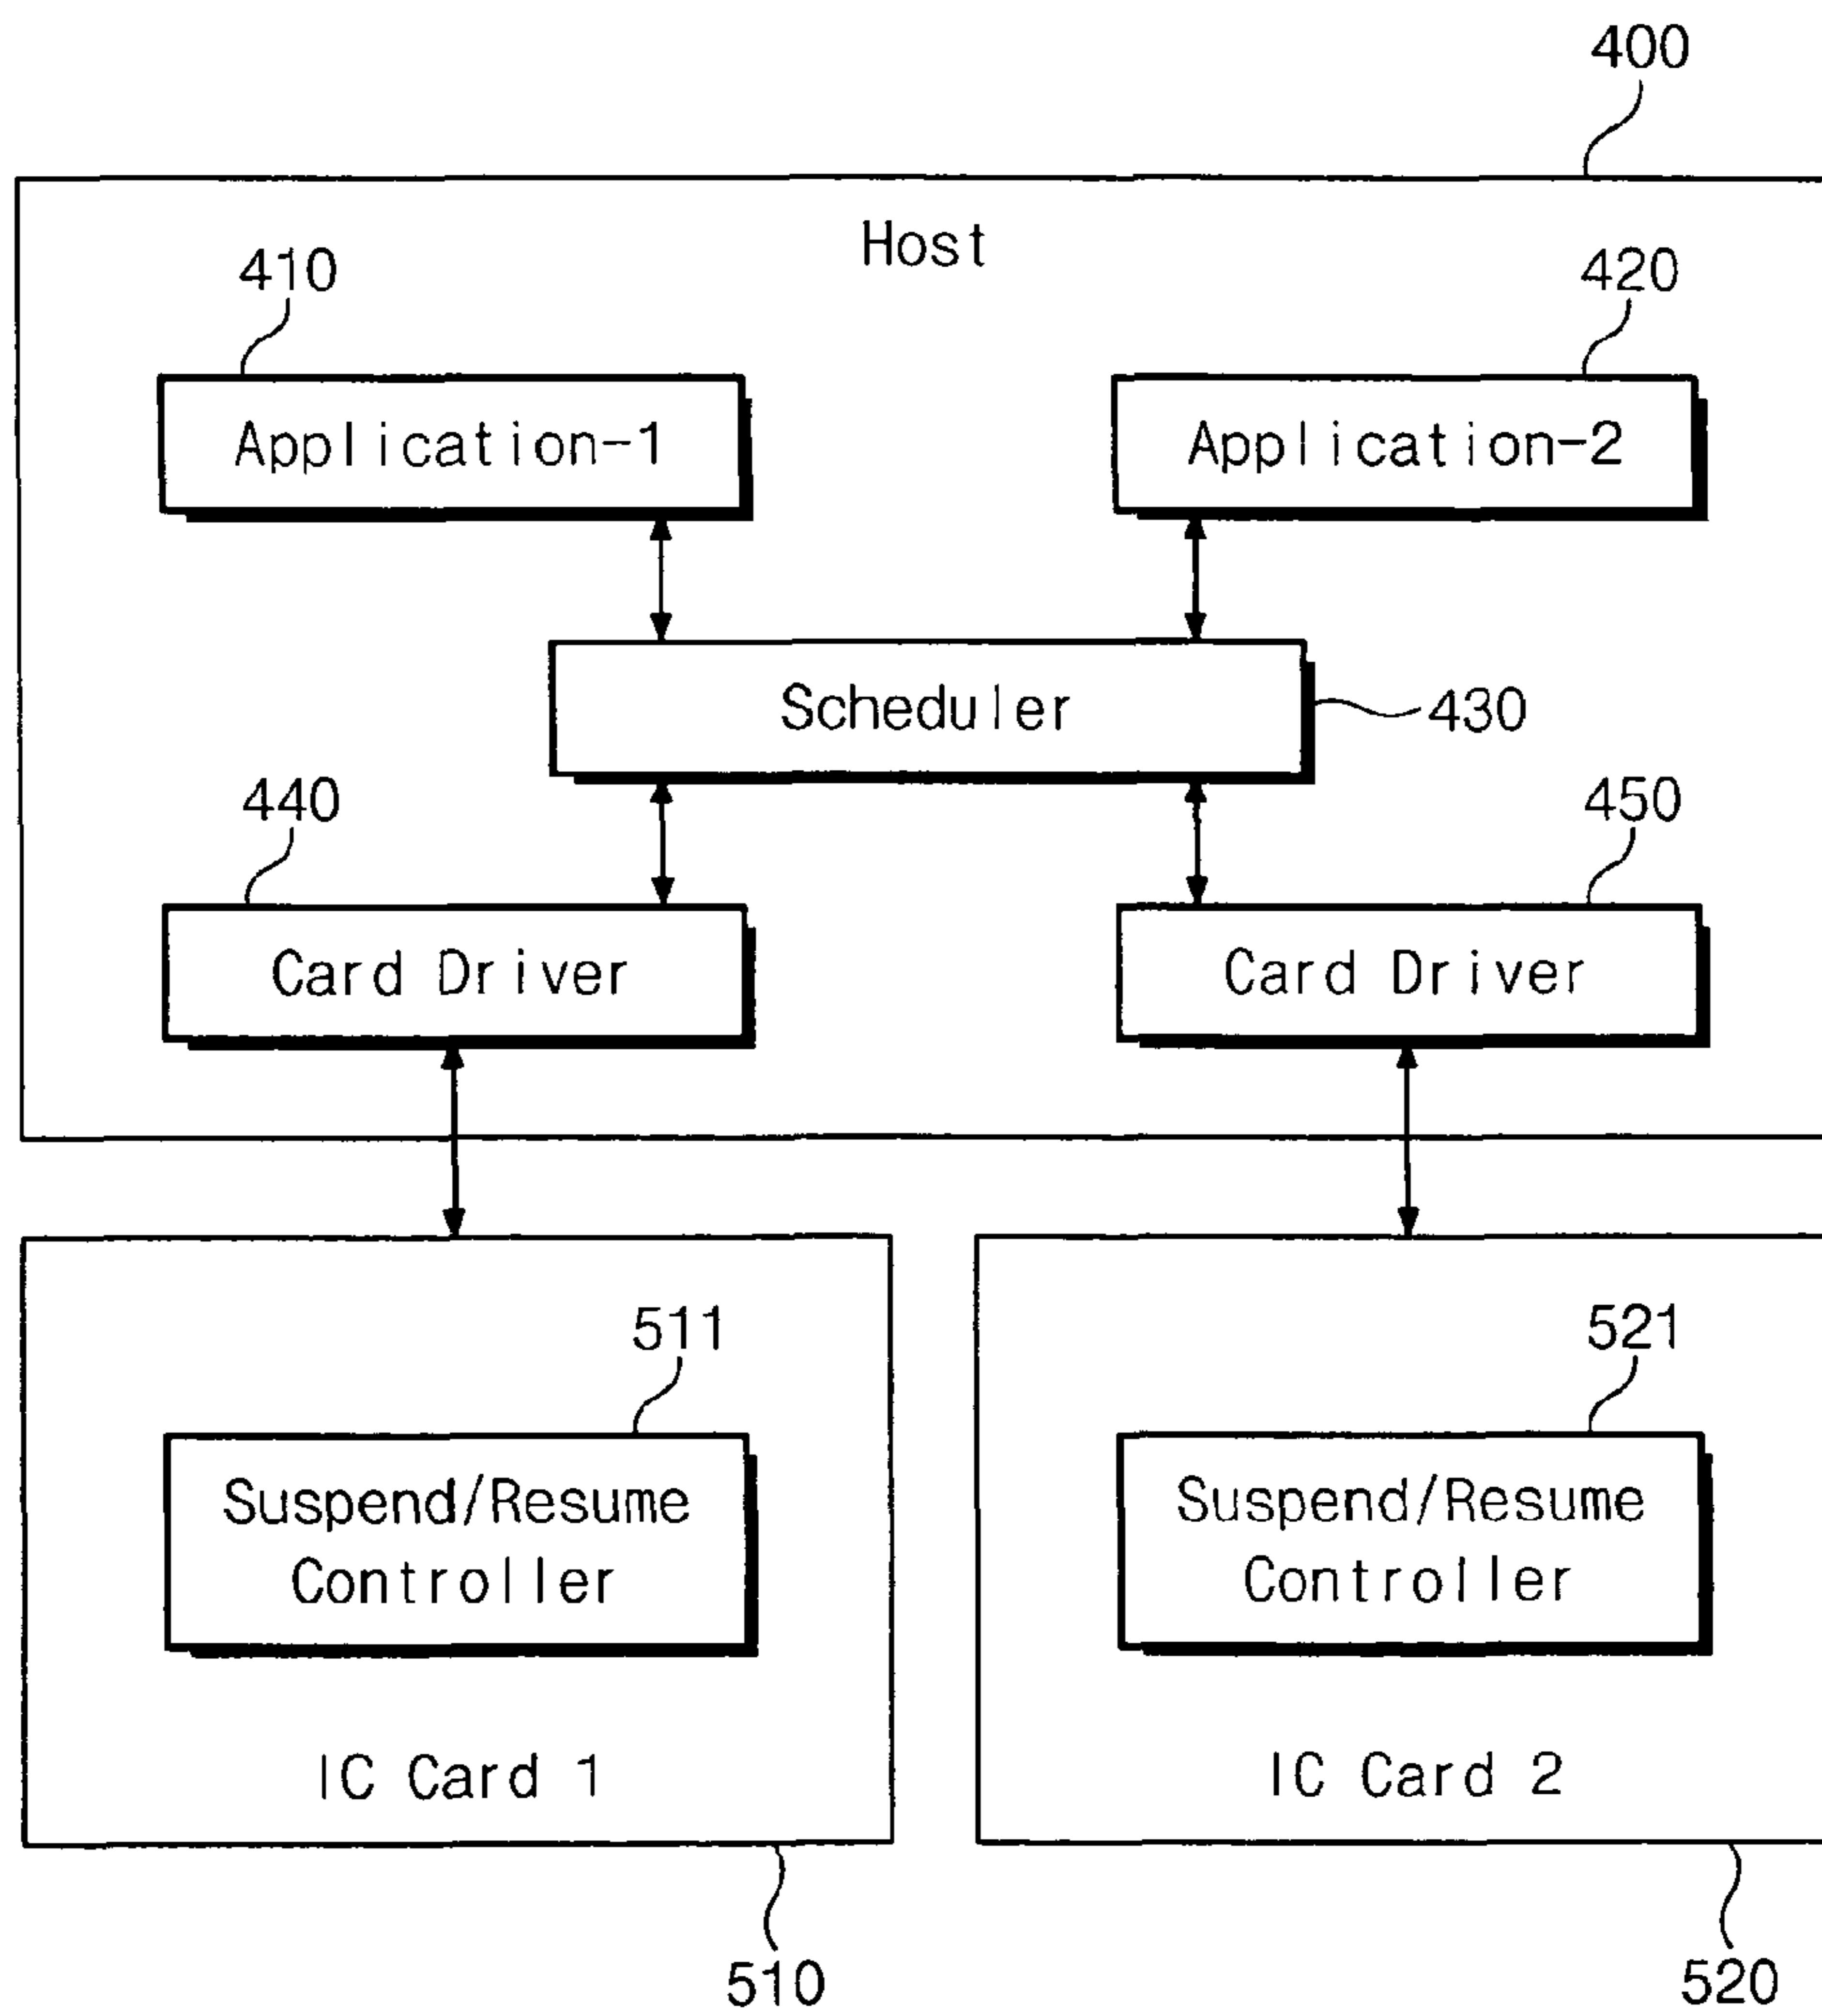 400
Host
410
420
Application-1
Application-2
Scheduler
430
440
450
Card Driver
Card Driver
511
521
Suspend/Resume
Controller
Suspend/Resume
Controller
IC Card 1
IC Card 2
510
520